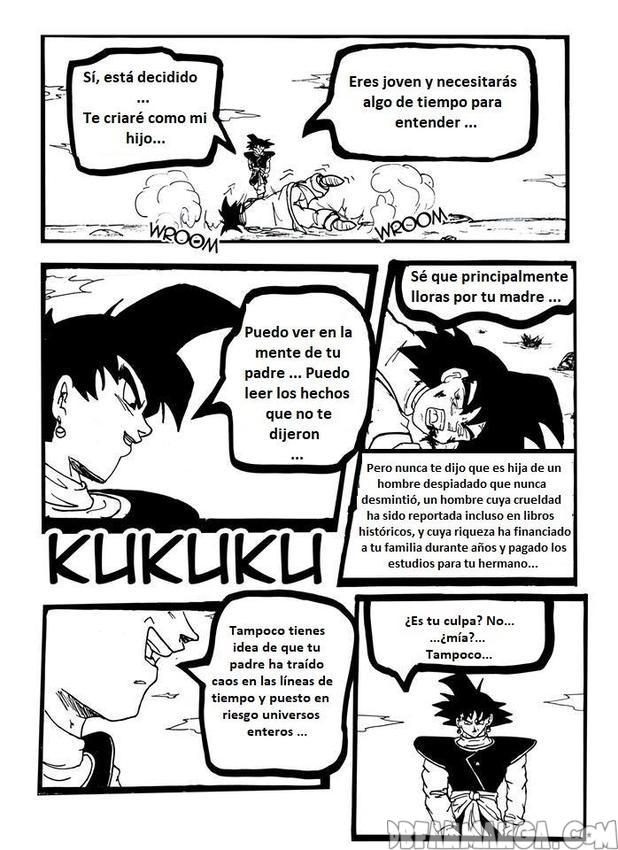 Sí, está decidido
...
Te criaré como mi
hijo...
Eres joven y necesitarás
algo de tiempo para
entender ...
WROOM
WROOM
Puedo ver en la
mente de tu
padre ... Puedo
leer los hechos
que no te
dijeron
...
Sé que principalmente
lloras por tu madre ...
Pero nunca te dijo que es hija de un
hombre despiadado que nunca
desmintió, un hombre cuya crueldad
ha sido reportada incluso en libros
históricos, y cuya riqueza ha financiado
a tu familia durante años y pagado los
estudios para tu hermano...
KUKUKU
Tampoco tienes
idea de que tu
padre ha traído
caos en las líneas de
tiempo y puesto en
riesgo universos
enteros ...
¿Es tu culpa? No...
...¿mía?...
Tampoco...
DBFANMANGA.COM